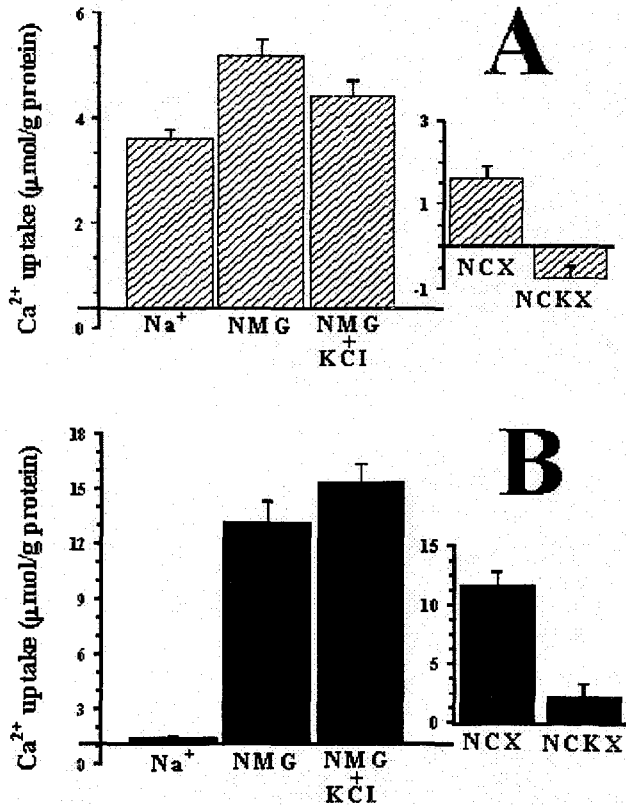 A
Ca2+ uptake (µmol/g protein)
6
4
2
0
Na+
NMG
NMG
+
KCl
3
1
-1
NCX
NCKX
B
Ca2+ uptake (µmol/g protein)
18
15
12
9
6
3
0
Na+
NMG
NMG
+
KCl
15
10
5
0
NCX
NCKX